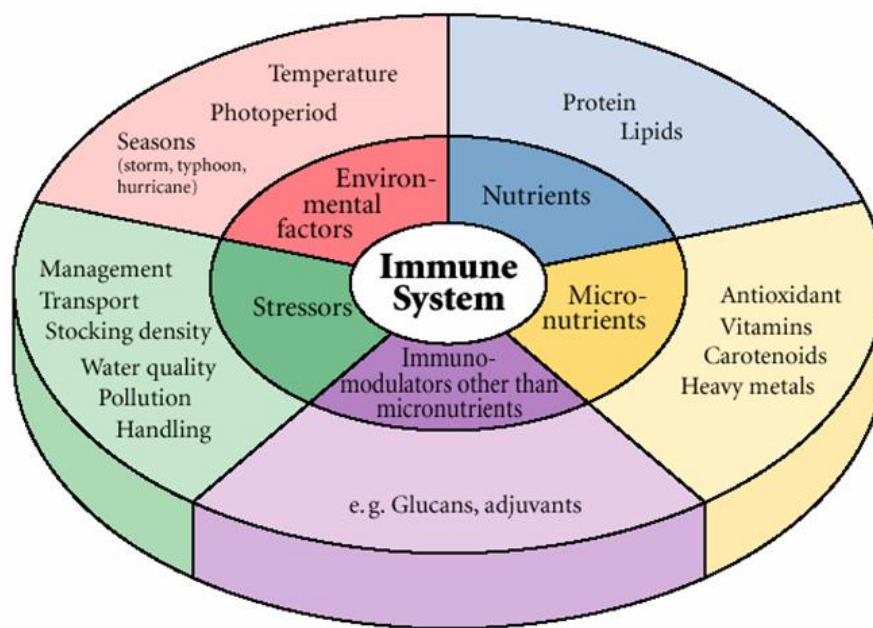 Temperature
Photoperiod
Seasons
(storm, typhoon,
hurricane)
Environ-
mental
factors
Protein
Lipids
Nutrients
Immune
System
Management
Transport
Stocking density
Water quality
Pollution
Handling
Stressors
Micro-
nutrients
Antioxidant
Vitamins
Carotenoids
Heavy metals
Immuno-
modulators other than
micronutrients
e. g. Glucans, adjuvants